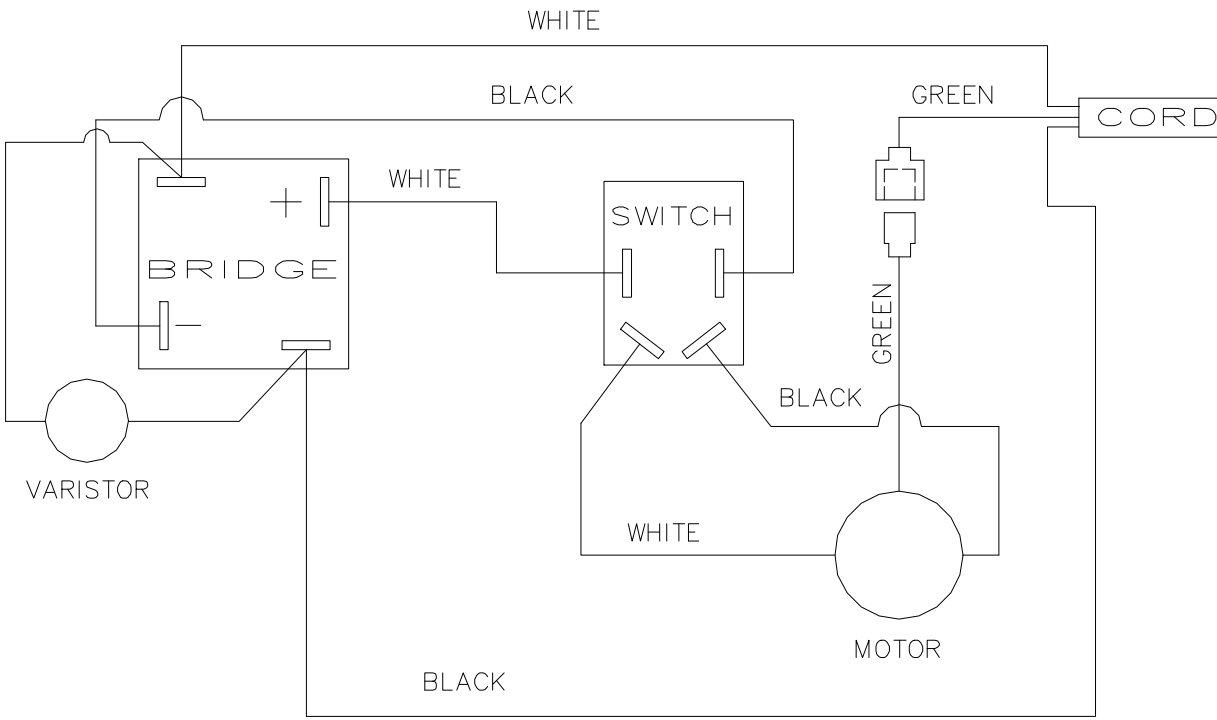 WHITE
BLACK
GREEN
CORD
WHITE
SWITCH
+
BRIDGE
GREEN
−
BLACK
VARISTOR
WHITE
MOTOR
BLACK